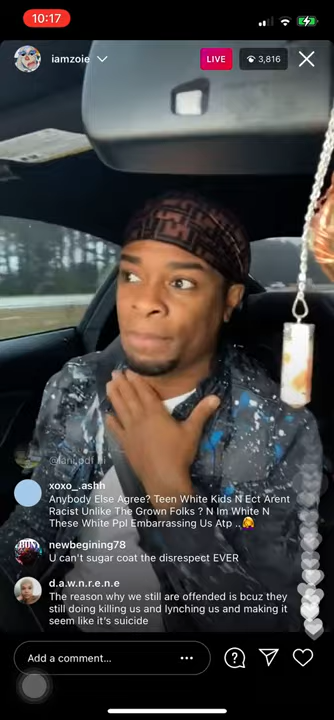 10:17
iamzoie
LIVE
3,816
xoxo_.ashh
Anybody Else Agree? Teen White Kids N Ect Arent
Racist Unlike The Grown Folks ? N Im White N
These White Ppl Embarrassing Us Atp ..
newbegining78
U can't sugar coat the disrespect EVER
d.a.w.n.r.e.n.e
The reason why we still are offended is bcuz they
still doing killing us and lynching us and making it
seem like it's suicide
Add a comment...